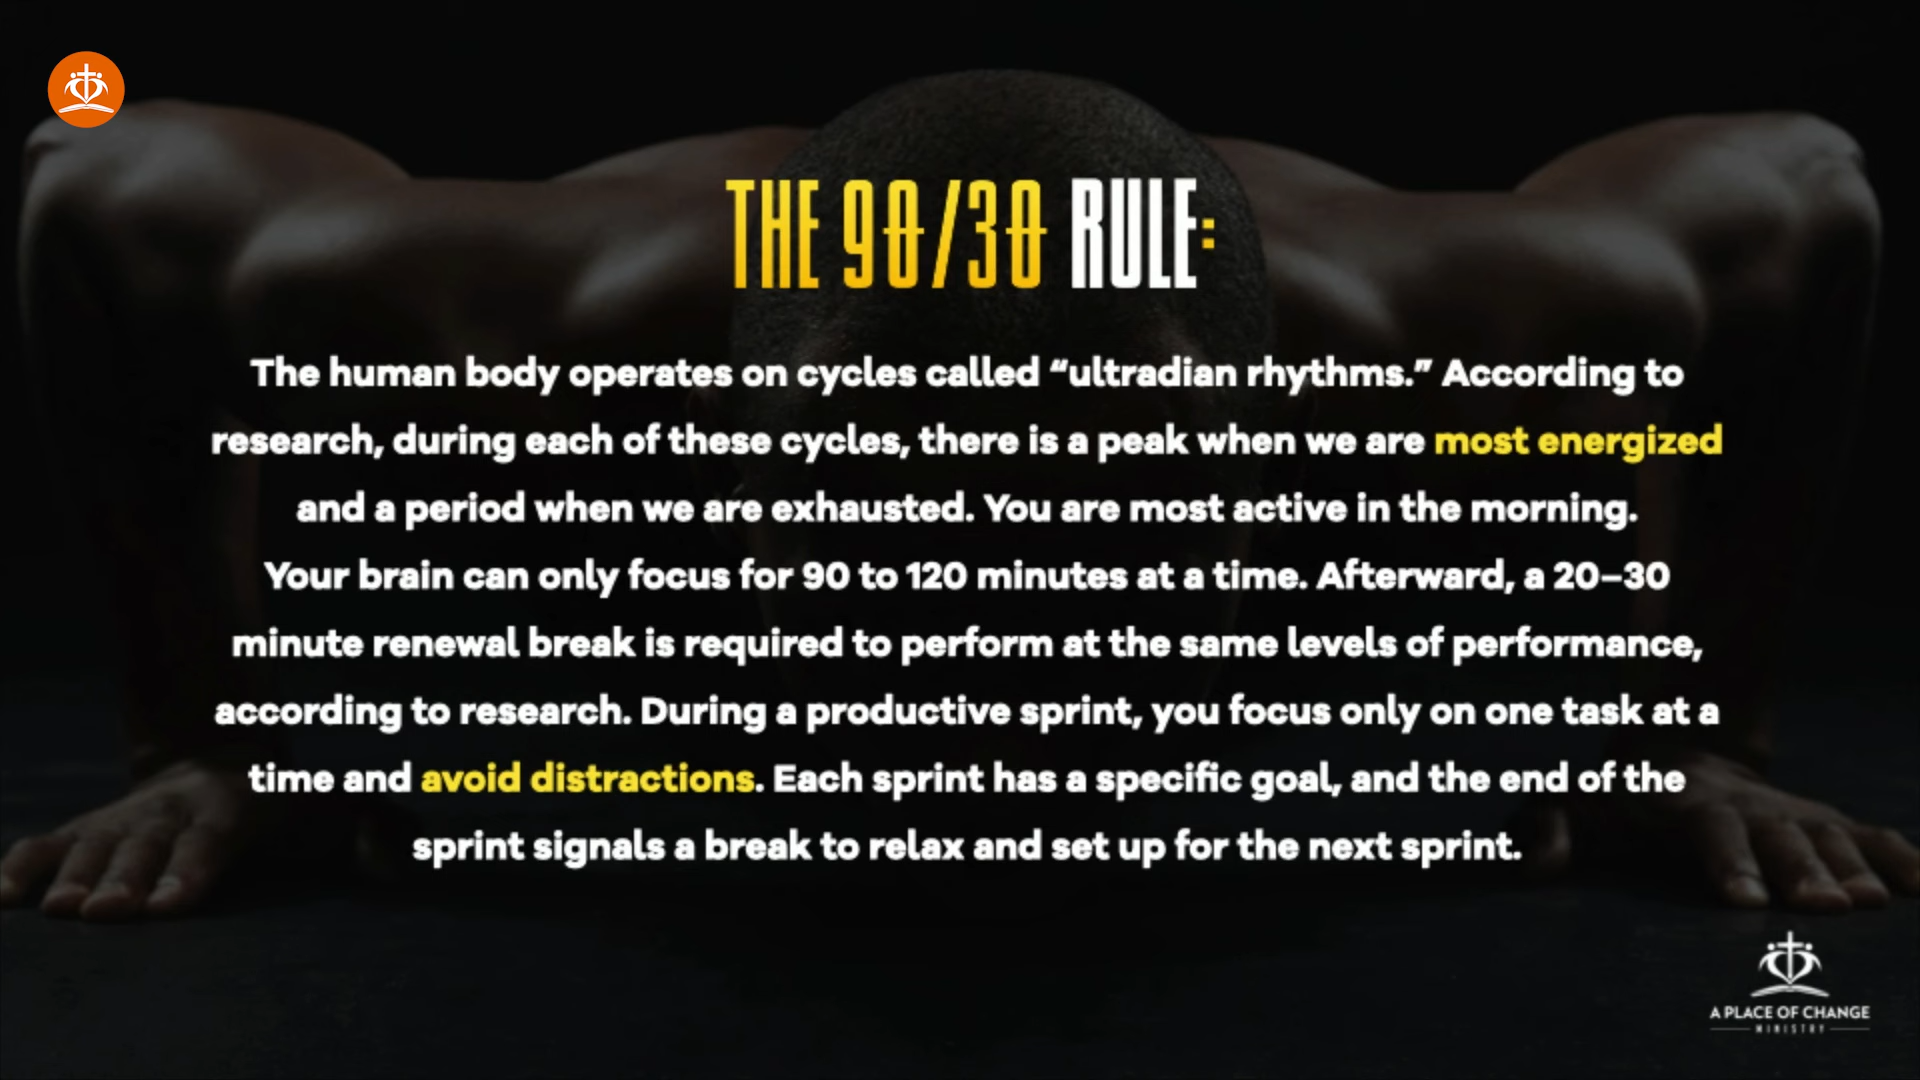 THE 90/30 RULE:
The human body operates on cycles called “ultradian rhythms.” According to
research, during each of these cycles, there is a peak when we are most energized
and a period when we are exhausted. You are most active in the morning.
Your brain can only focus for 90 to 120 minutes at a time. Afterward, a 20–30
minute renewal break is required to perform at the same levels of performance,
according to research. During a productive sprint, you focus only on one task at a
time and avoid distractions. Each sprint has a specific goal, and the end of the
sprint signals a break to relax and set up for the next sprint.
A PLACE OF CHANGE
MINISTRY